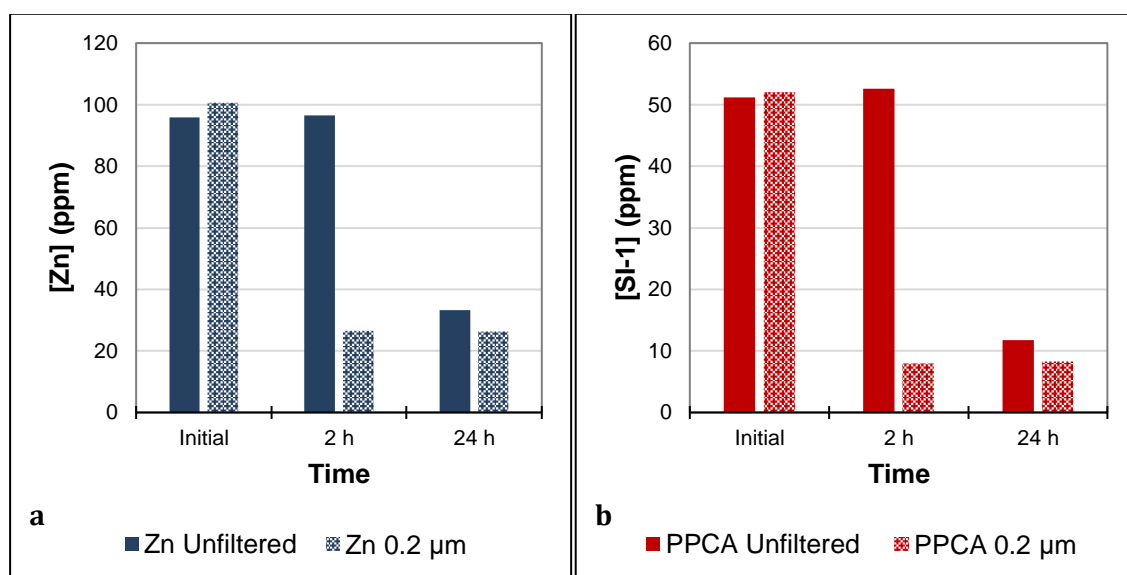 120
100
80
60
40
20
0
[Zn] (ppm)
Initial 2 h 24 h
Time
a
Zn Unfiltered Zn 0.2 µm
60
50
40
30
20
10
0
[SI-1] (ppm)
Initial 2 h 24 h
Time
b
PPCA Unfiltered PPCA 0.2 µm